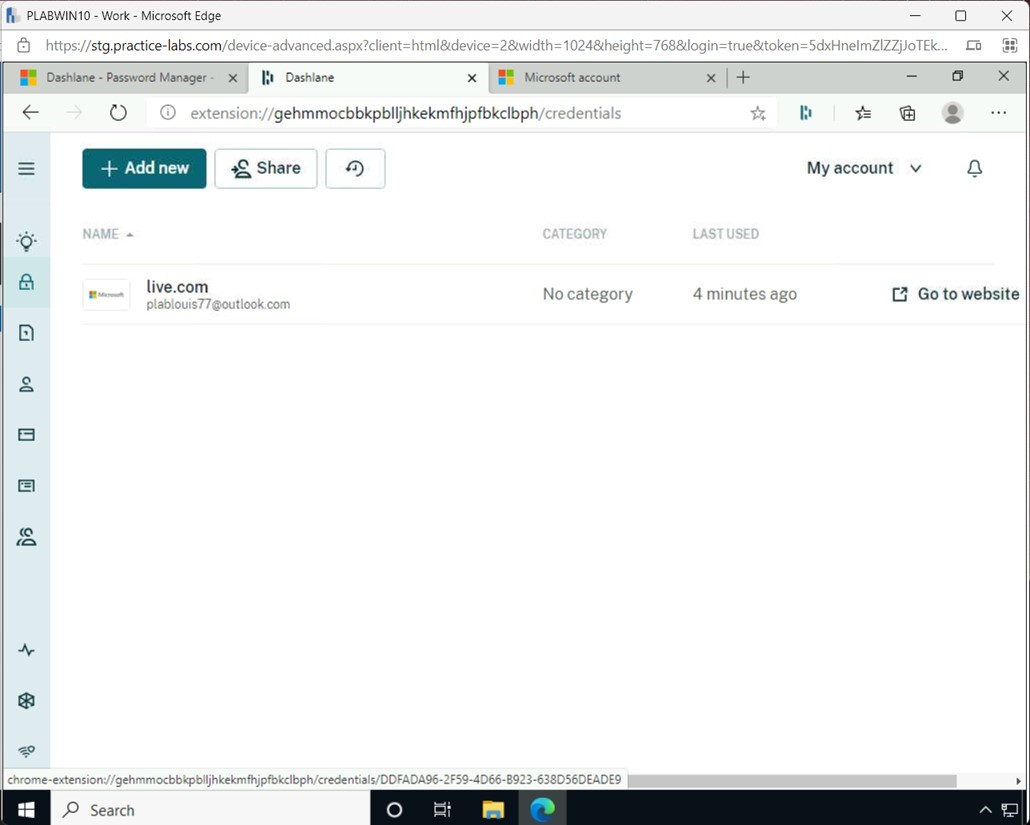 PLABWIN10 - Work - Microsoft Edge
https://stg.practice-labs.com/device-advanced.aspx?client=html&device=2&width=1024&height=768&login=true&token=5dxHneImZlZZjJoTEk...
Dashlane - Password Manager -
Dashlane
Microsoft account
extension://gehmmocbbkpblljhkekmfhjpfbkclbph/credentials
Add new
Share
My account
NAME
CATEGORY
LAST USED
Microsoft
live.com
plablouis77@outlook.com
No category
4 minutes ago
Go to website
chrome-extension://gehmmocbbkpblljhkekmfhjpfbkclbph/credentials/DDFADA96-2F59-4D66-B923-638D56DEADE9
Search